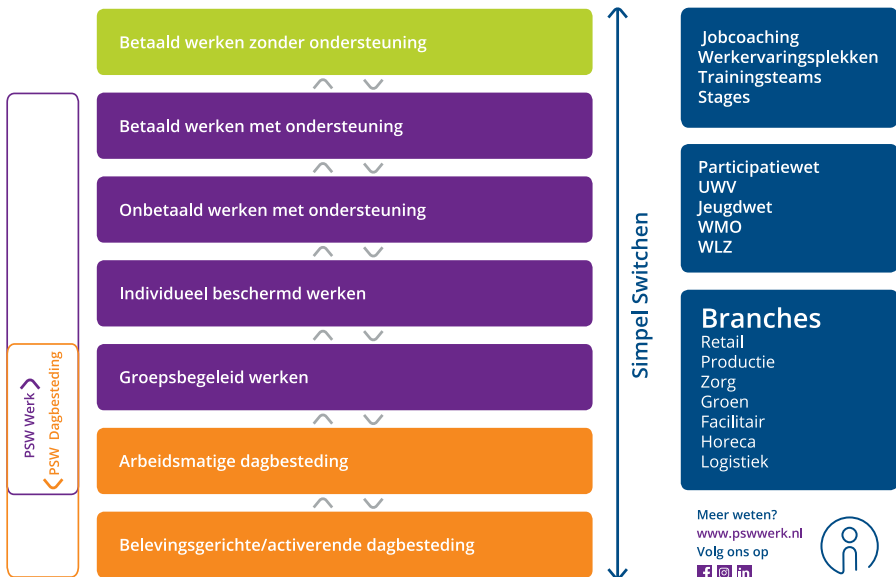 Betaald werken zonder ondersteuning
Betaald werken met ondersteuning
Onbetaald werken met ondersteuning
Individueel beschermd werken
Groepsbegeleid werken
Arbeidsmatige dagbesteding
Belevingsgerichte/activerende dagbesteding
PSW Werk
PSW Dagbesteding
Simpel Switchen
Jobcoaching
Werkervaringsplekken
Trainingsteams
Stages
Participatiewet
UWV
Jeugdwet
WMO
WLZ
Branches
Retail
Productie
Zorg
Groen
Facilitair
Horeca
Logistiek
Meer weten?
www.pswwerk.nl
Volg ons op